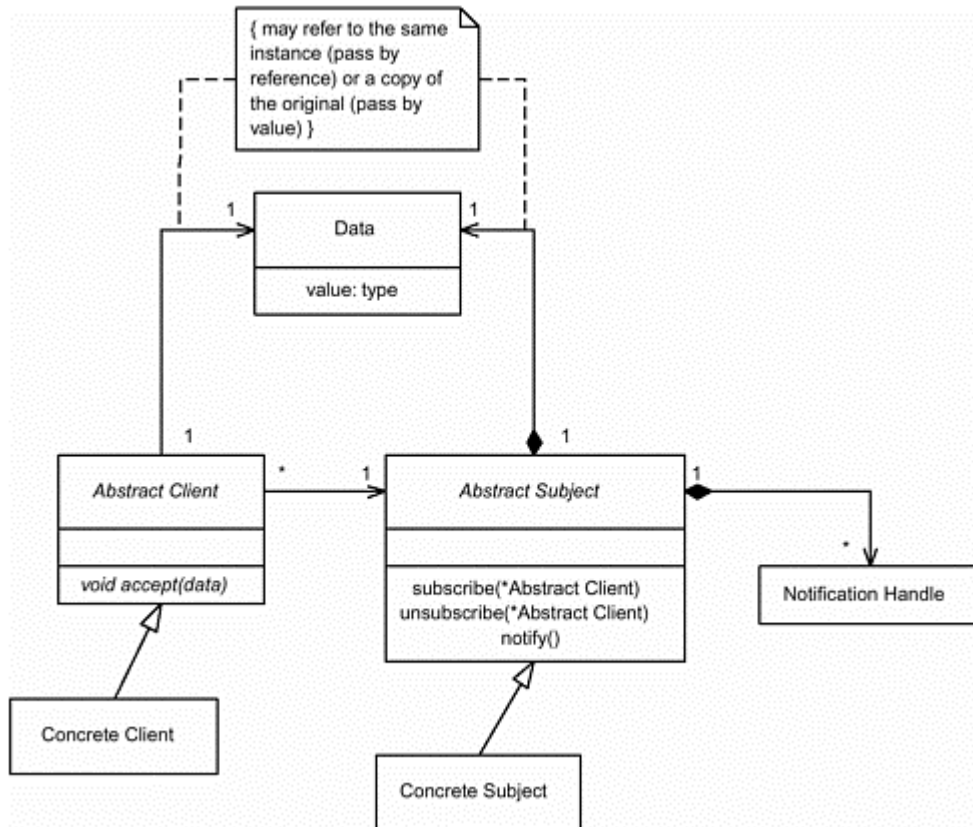 { may refer to the same
instance (pass by
reference) or a copy of
the original (pass by
value) }
1
1
Data
value: type
1
1
Abstract Client
*
1
Abstract Subject
1
*
void accept(data)
subscribe(*Abstract Client)
unsubscribe(*Abstract Client)
notify()
Notification Handle
Concrete Client
Concrete Subject